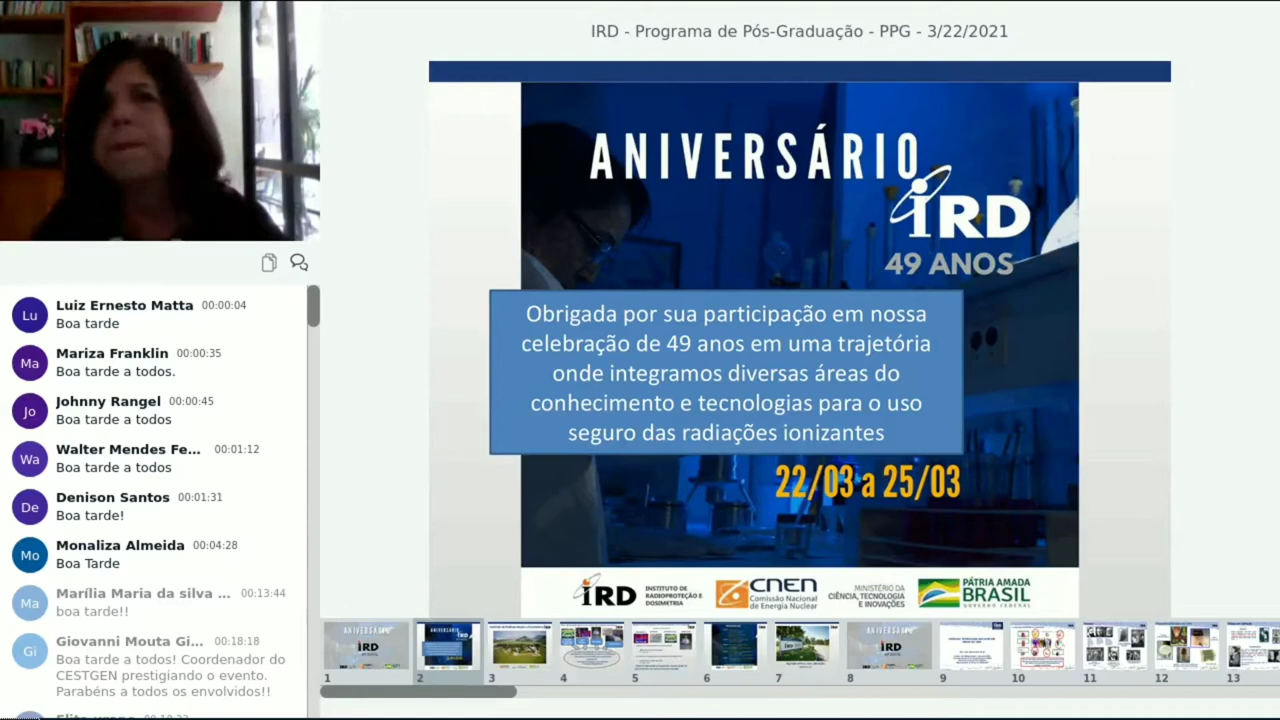 IRD - Programa de Pós-Graduação - PPG - 3/22/2021
ANIVERSÁRIO
IRD
49 ANOS
Obrigada por sua participação em nossa
celebração de 49 anos em uma trajetória
onde integramos diversas áreas do
conhecimento e tecnologias para o uso
seguro das radiações ionizantes
22/03 a 25/03
IRD
INSTITUTO DE
RADIOPROTEÇÃO E
DOSIMETRIA
CNEN
Comissão Nacional
de Energia Nuclear
MINISTÉRIO DA
CIÊNCIA, TECNOLOGIA
E INOVAÇÕES
PÁTRIA AMADA
BRASIL
GOVERNO FEDERAL
Lu
Luiz Ernesto Matta 00:00:04
Boa tarde
Ma
Mariza Franklin 00:00:35
Boa tarde a todos.
Jo
Johnny Rangel 00:00:45
Boa tarde a todos
Wa
Walter Mendes Fe... 00:01:12
Boa tarde a todos
De
Denison Santos 00:01:31
Boa tarde!
Mo
Monaliza Almeida 00:04:28
Boa Tarde
Ma
Marília Maria da silva ... 00:13:44
boa tarde!!
Gi
Giovanni Mouta Gi... 00:18:18
Boa tarde a todos! Coordenador do
CESTGEN prestigiando o evento.
Parabéns a todos os envolvidos!!
ANIVERSÁRIO
IRD
1 2 3 4 5 6 7 8 9 10 11 12 13